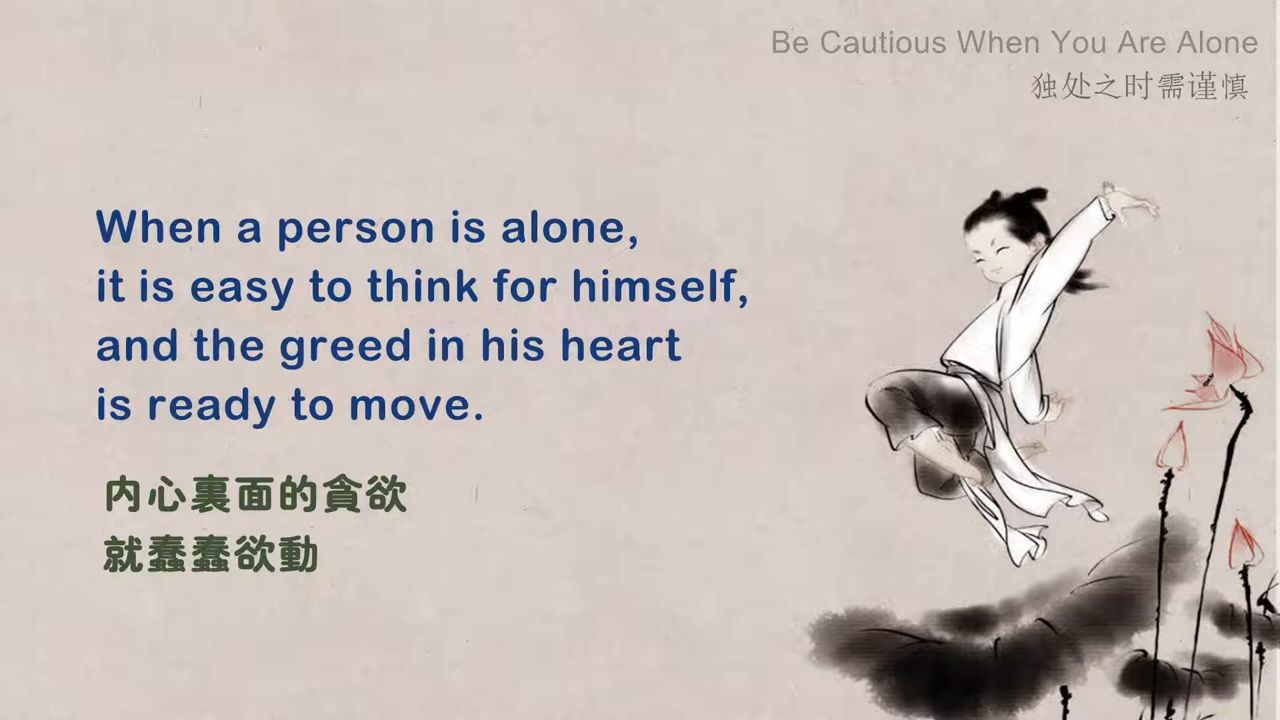 Be Cautious When You Are Alone
独处之时需谨慎
When a person is alone,
it is easy to think for himself,
and the greed in his heart
is ready to move.
内心裏面的貪欲
就蠢蠢欲動